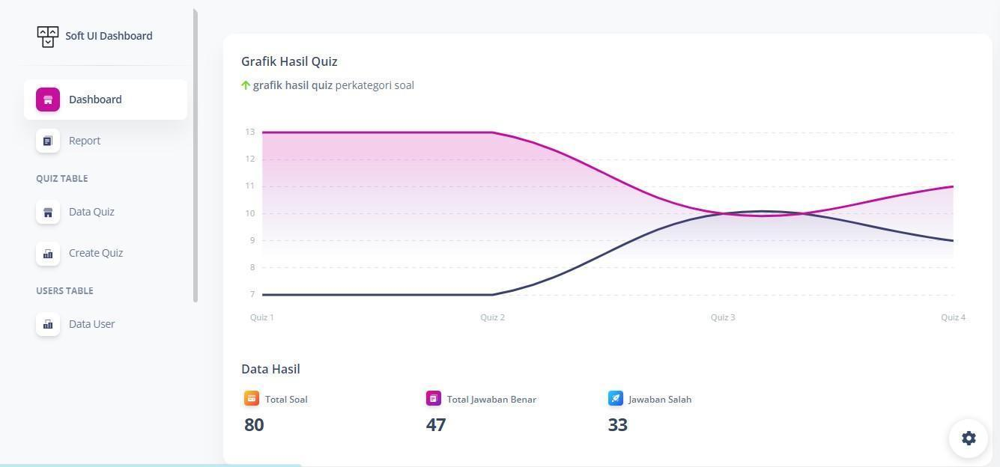 Soft UI Dashboard
Dashboard
Report
QUIZ TABLE
Data Quiz
Create Quiz
USERS TABLE
Data User
Grafik Hasil Quiz
grafik hasil quiz perkategori soal
13
12
11
10
9
8
7
Quiz 1 Quiz 2 Quiz 3 Quiz 4
Data Hasil
Total Soal Total Jawaban Benar Jawaban Salah
80 47 33